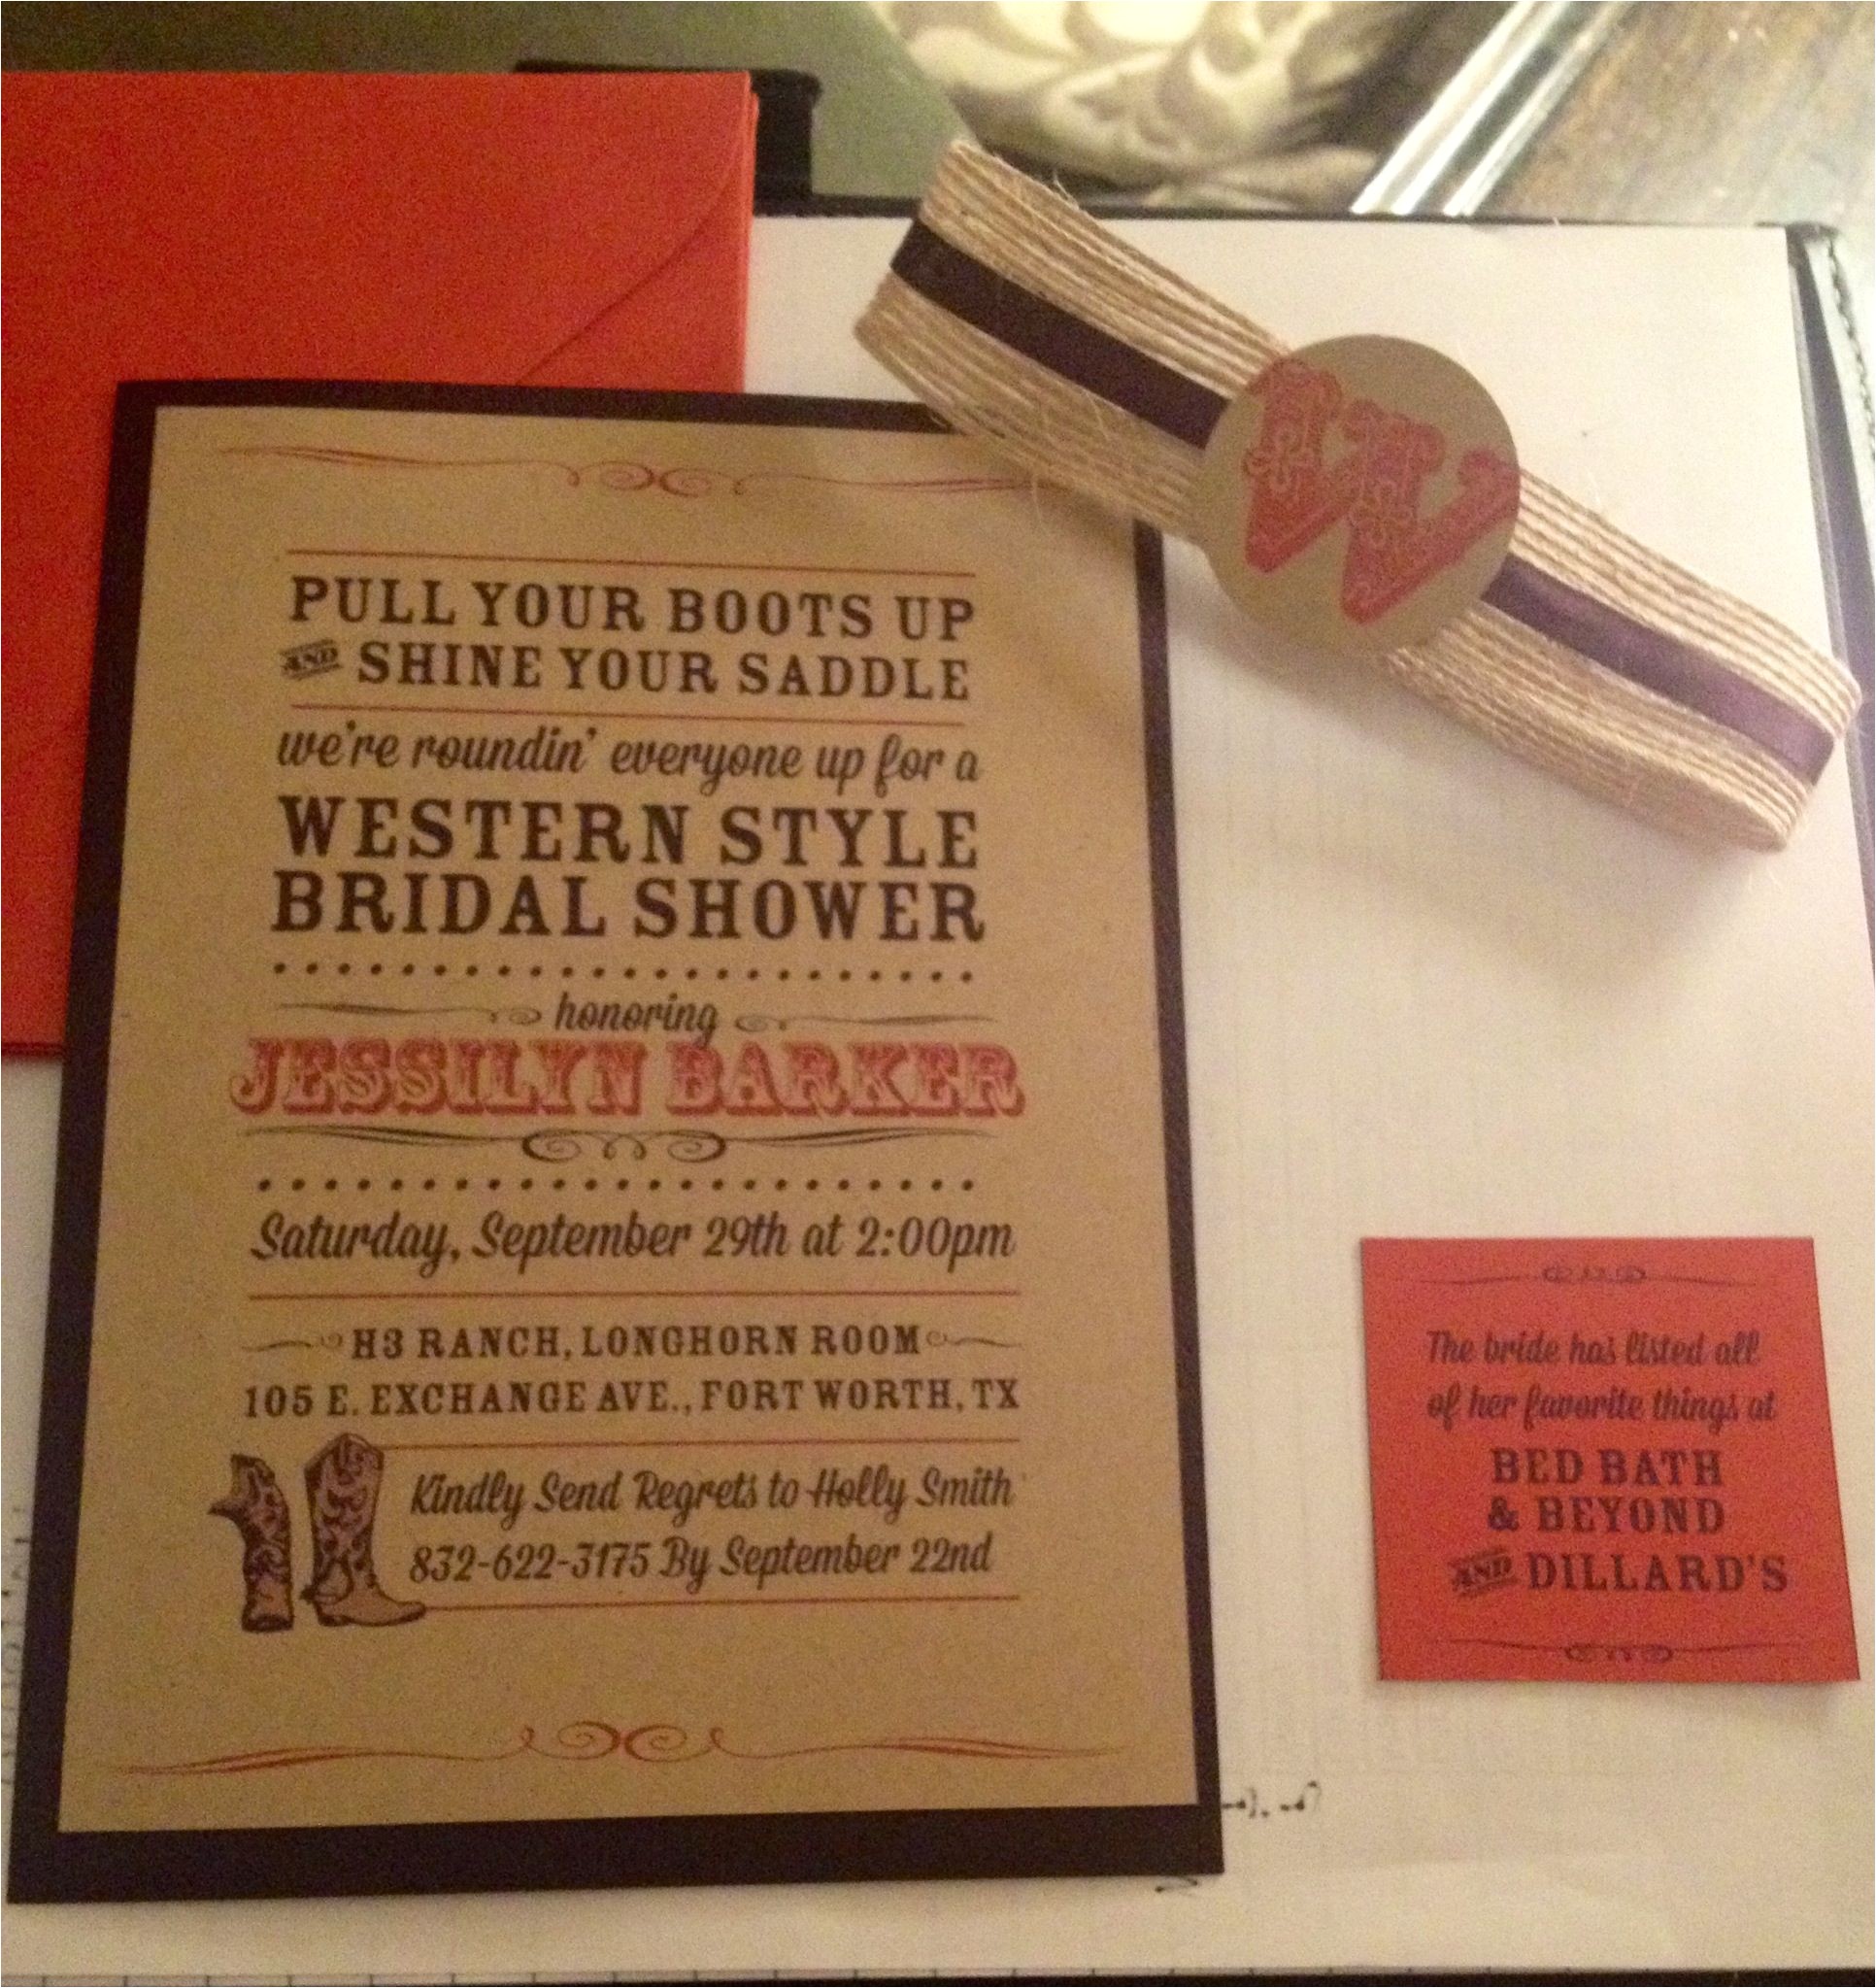 PULL YOUR BOOTS UP
AND SHINE YOUR SADDLE
we're roundin' everyone up for a
WESTERN STYLE
BRIDAL SHOWER
honoring
JESSILYN BARKER
Saturday, September 29th at 2:00pm
H3 RANCH, LONGHORN ROOM
105 E. EXCHANGE AVE., FORT WORTH, TX
Kindly Send Regrets to Holly Smith
832-622-3175 By September 22nd
W
The bride has listed all
of her favorite things at
BED BATH
& BEYOND
AND DILLARD'S